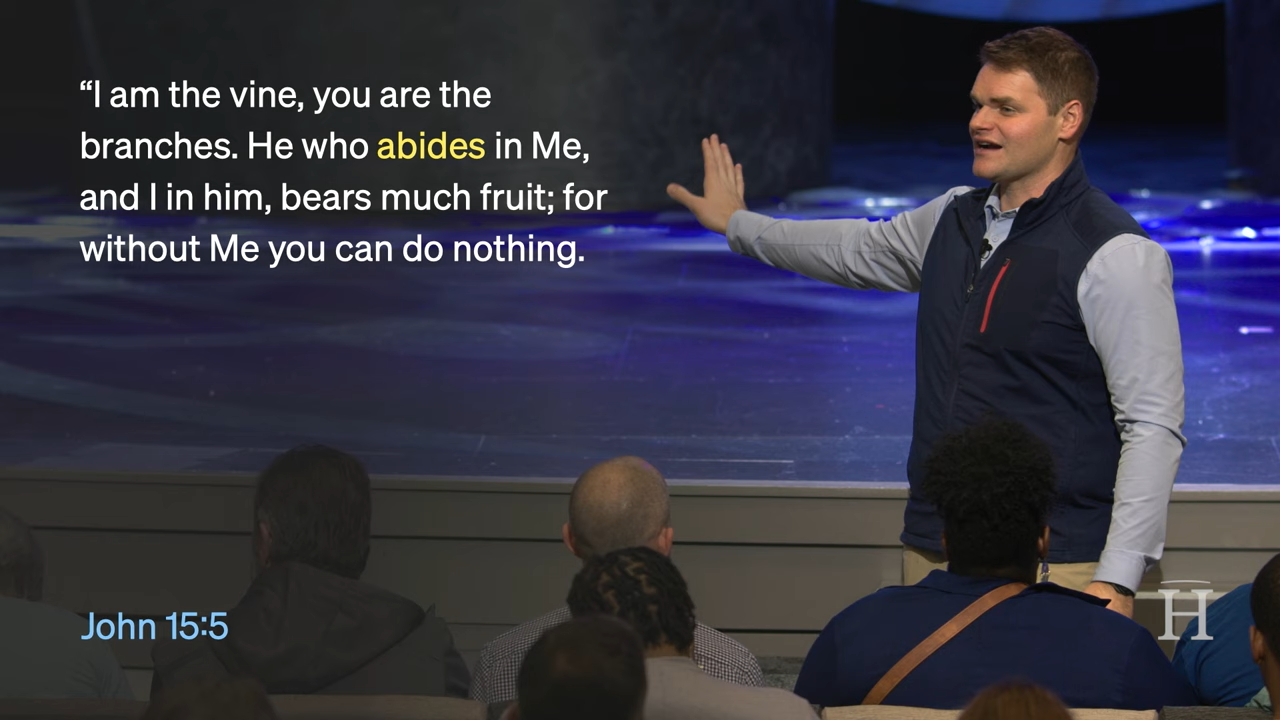 “I am the vine, you are the
branches. He who abides in Me,
and I in him, bears much fruit; for
without Me you can do nothing.
John 15:5
H